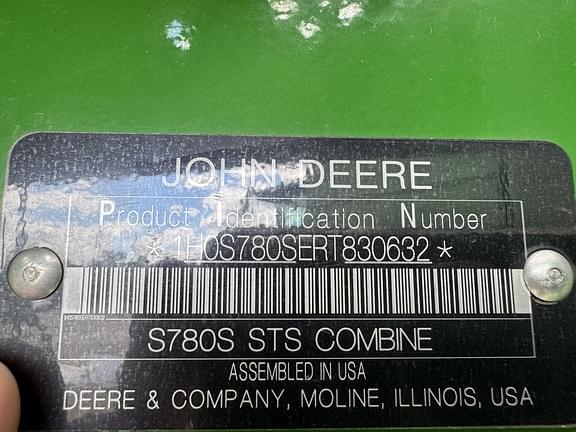 JOHN DEERE
Product Identification Number
*1H0S780SERT830632*
S780S STS COMBINE
ASSEMBLED IN USA
DEERE & COMPANY, MOLINE, ILLINOIS, USA